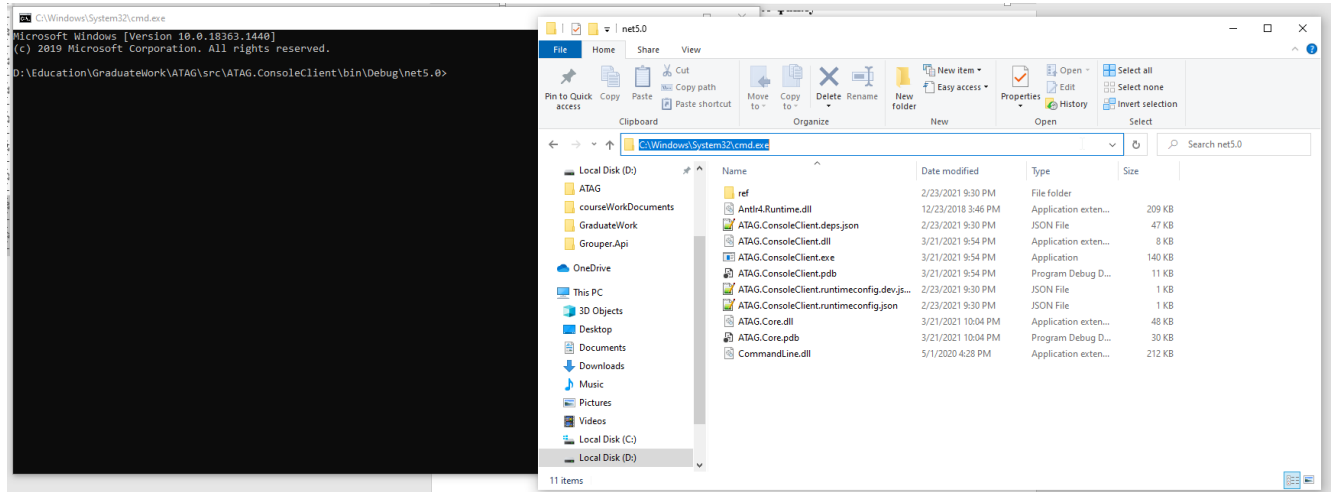 C:\Windows\System32\cmd.exe
Microsoft Windows [Version 10.0.18363.1440]
(c) 2019 Microsoft Corporation. All rights reserved.
D:\Education\GraduateWork\ATAG\src\ATAG.ConsoleClient\bin\Debug\net5.0>
net5.0
File Home Share View
Pin to Quick access
Copy
Paste
Cut
Copy path
Paste shortcut
Clipboard
Move to
Copy to
Delete
Rename
Organize
New folder
New item
Easy access
New
Properties
Open
Edit
History
Open
Select all
Select none
Invert selection
Select
C:\Windows\System32\cmd.exe
Search net5.0
Local Disk (D:)
ATAG
courseWorkDocuments
GraduateWork
Grouper.Api
OneDrive
This PC
3D Objects
Desktop
Documents
Downloads
Music
Pictures
Videos
Local Disk (C:)
Local Disk (D:)
Name Date modified Type Size
ref 2/23/2021 9:30 PM File folder
Antlr4.Runtime.dll 12/23/2018 3:46 PM Application exten... 209 KB
ATAG.ConsoleClient.deps.json 2/23/2021 9:30 PM JSON File 47 KB
ATAG.ConsoleClient.dll 3/21/2021 9:54 PM Application exten... 8 KB
ATAG.ConsoleClient.exe 3/21/2021 9:54 PM Application 140 KB
ATAG.ConsoleClient.pdb 3/21/2021 9:54 PM Program Debug D... 11 KB
ATAG.ConsoleClient.runtimeconfig.dev.js... 2/23/2021 9:30 PM JSON File 1 KB
ATAG.ConsoleClient.runtimeconfig.json 2/23/2021 9:30 PM JSON File 1 KB
ATAG.Core.dll 3/21/2021 10:04 PM Application exten... 48 KB
ATAG.Core.pdb 3/21/2021 10:04 PM Program Debug D... 30 KB
CommandLine.dll 5/1/2020 4:28 PM Application exten... 212 KB
11 items